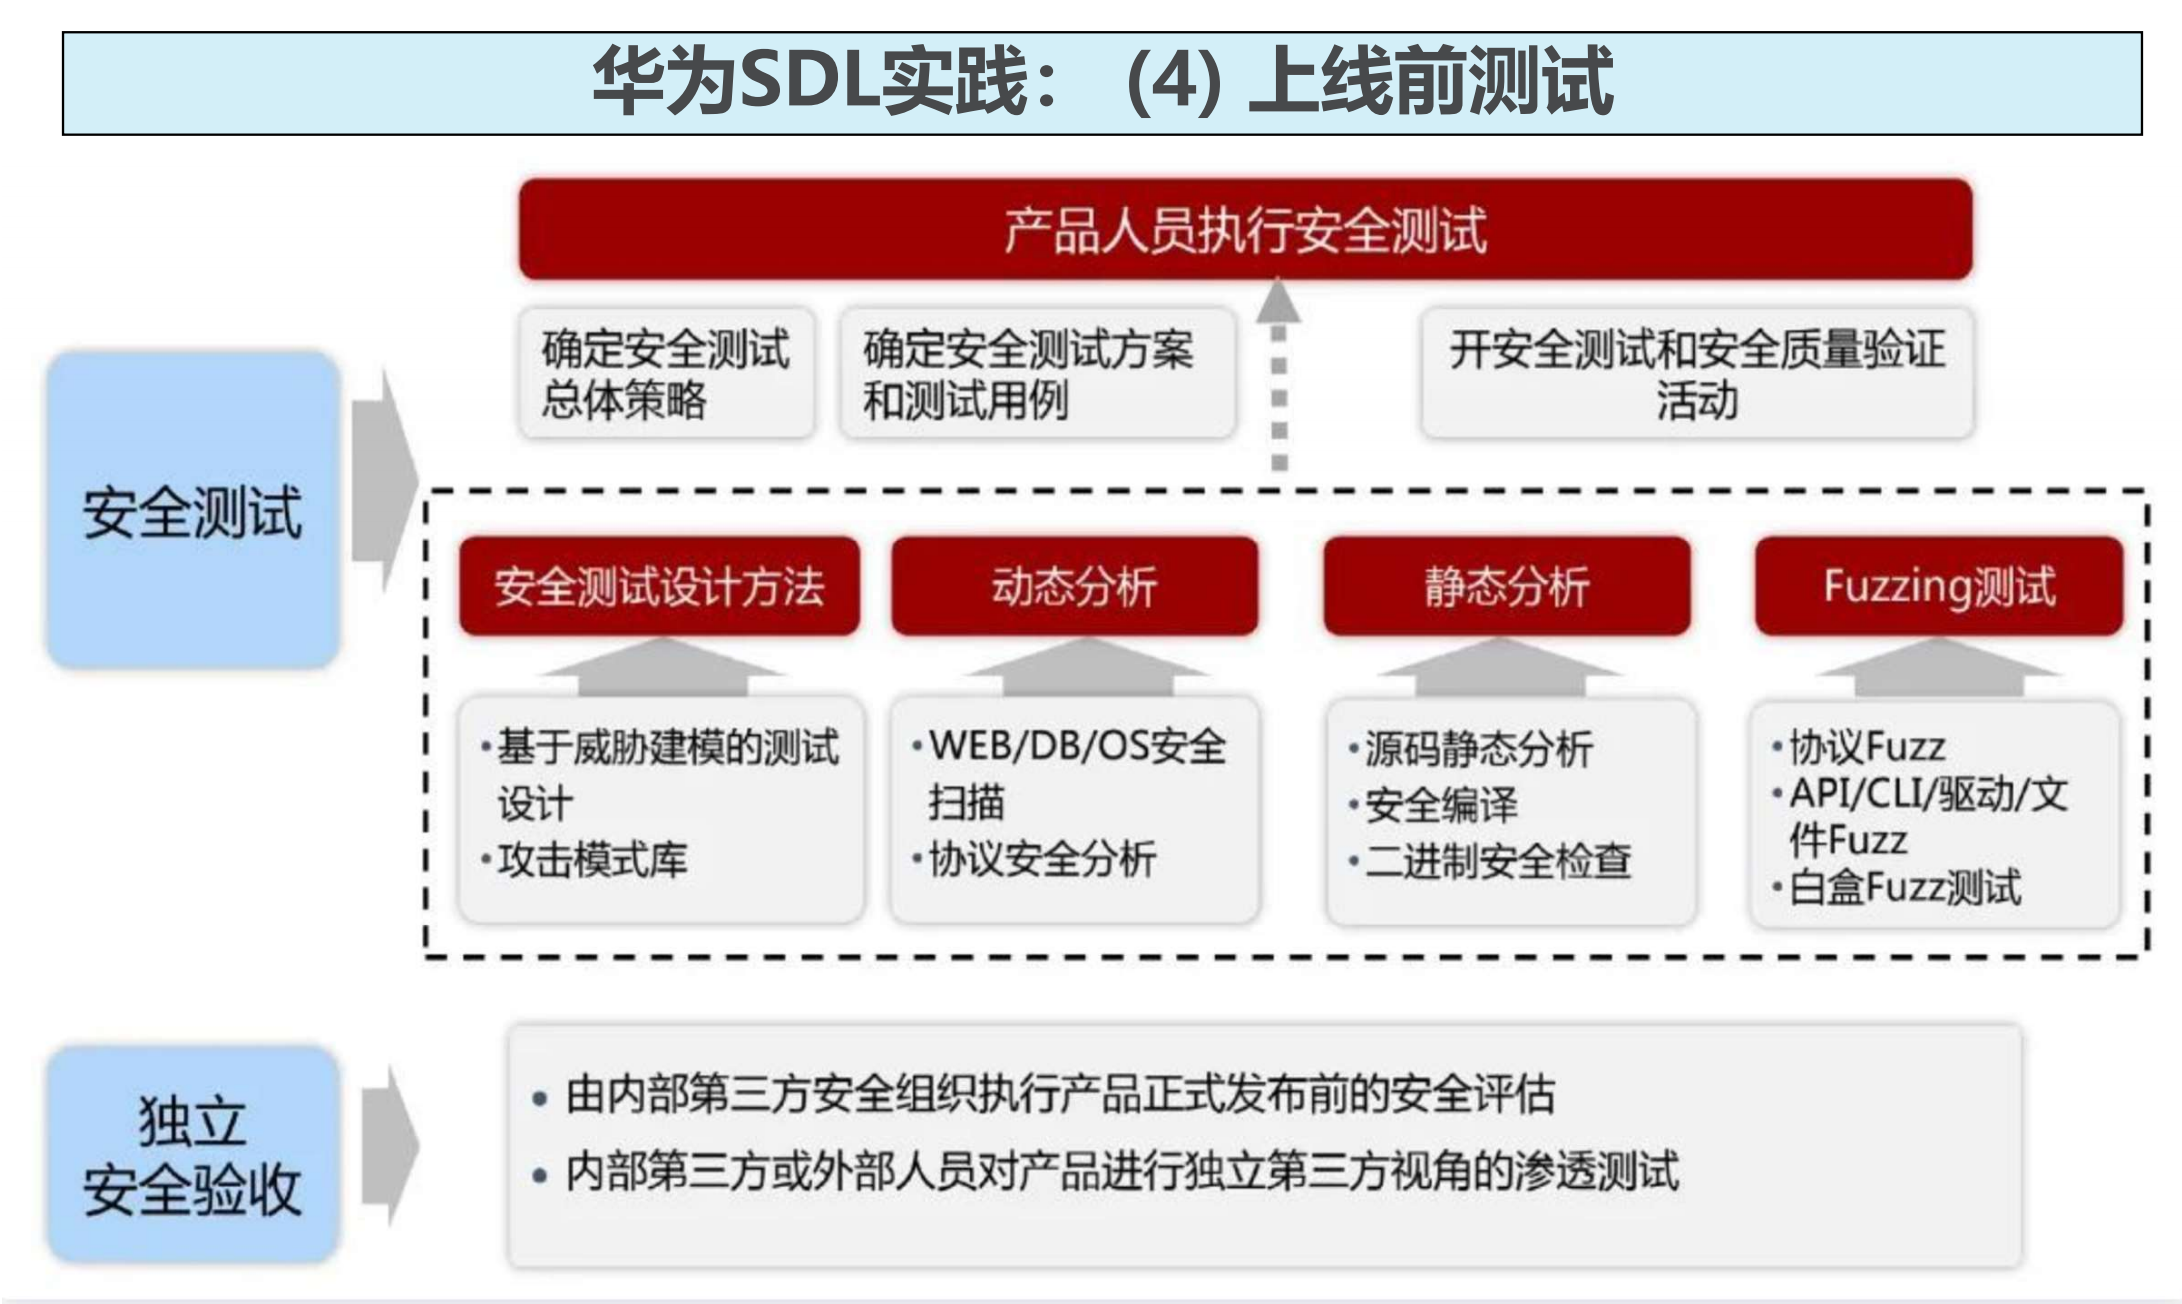 华为SDL实践： (4) 上线前测试
产品人员执行安全测试
确定安全测试
总体策略
确定安全测试方案
和测试用例
开安全测试和安全质量验证
活动
安全测试
安全测试设计方法
动态分析
静态分析
Fuzzing测试
•基于威胁建模的测试
设计
•攻击模式库
•WEB/DB/OS安全
扫描
•协议安全分析
•源码静态分析
•安全编译
•二进制安全检查
•协议Fuzz
•API/CLI/驱动/文
件Fuzz
•白盒Fuzz测试
独立
安全验收
• 由内部第三方安全组织执行产品正式发布前的安全评估
• 内部第三方或外部人员对产品进行独立第三方视角的渗透测试